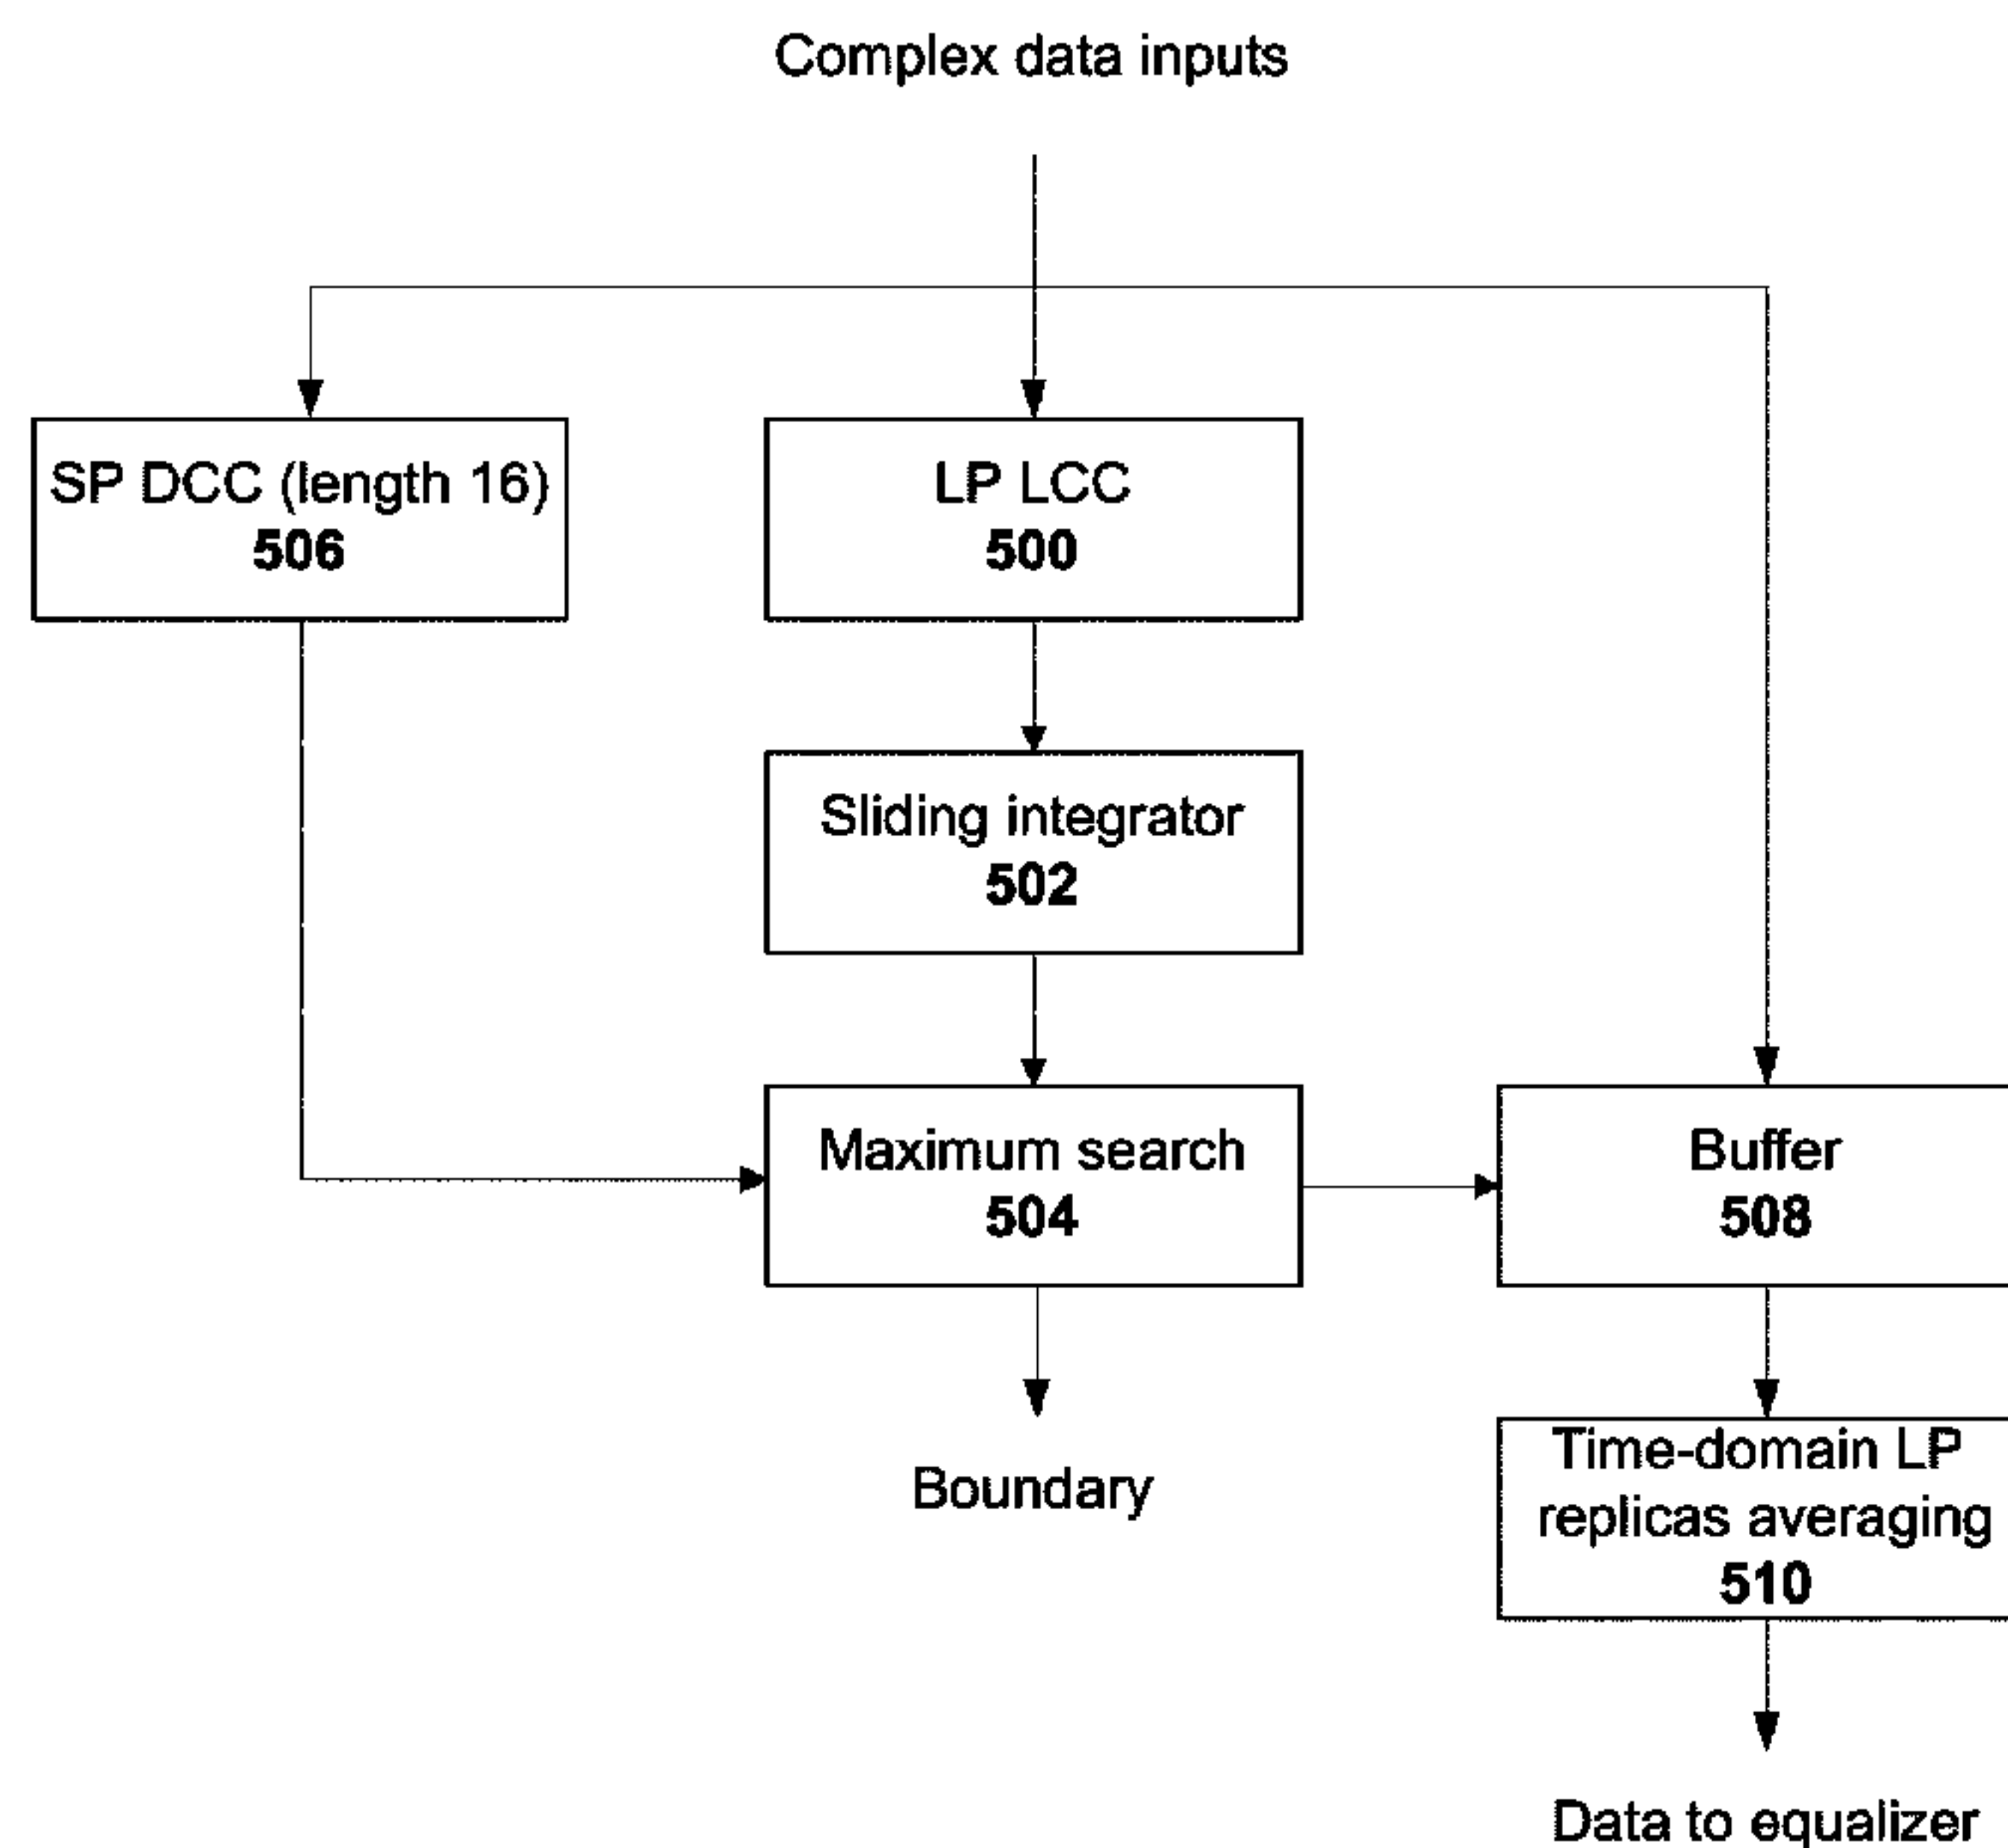 Complex data inputs
SP DCC (length 16)
506
LP LCC
500
Sliding integrator
502
Maximum search
504
Buffer
508
Boundary
Time-domain LP
replicas averaging
510
Data to equalizer